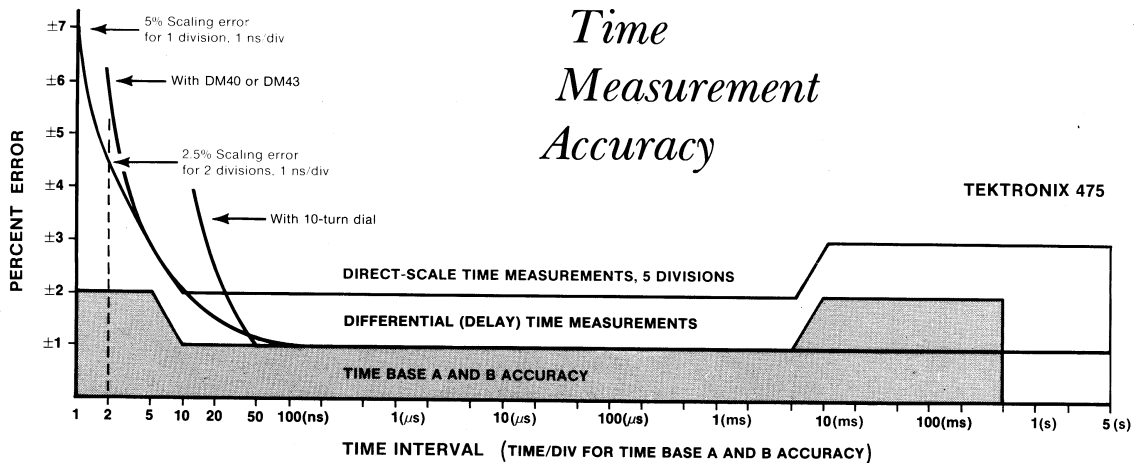 Time
Measurement
Accuracy
TEKTRONIX 475
PERCENT ERROR
±7
±6
±5
±4
±3
±2
±1
5% Scaling error
for 1 division, 1 ns/div
With DM40 or DM43
2.5% Scaling error
for 2 divisions, 1 ns/div
With 10-turn dial
DIRECT-SCALE TIME MEASUREMENTS, 5 DIVISIONS
DIFFERENTIAL (DELAY) TIME MEASUREMENTS
TIME BASE A AND B ACCURACY
1 2 5 10 20 50 100(ns) 1(µs) 10(µs) 100(µs) 1(ms) 10(ms) 100(ms) 1(s) 5(s)
TIME INTERVAL (TIME/DIV FOR TIME BASE A AND B ACCURACY)